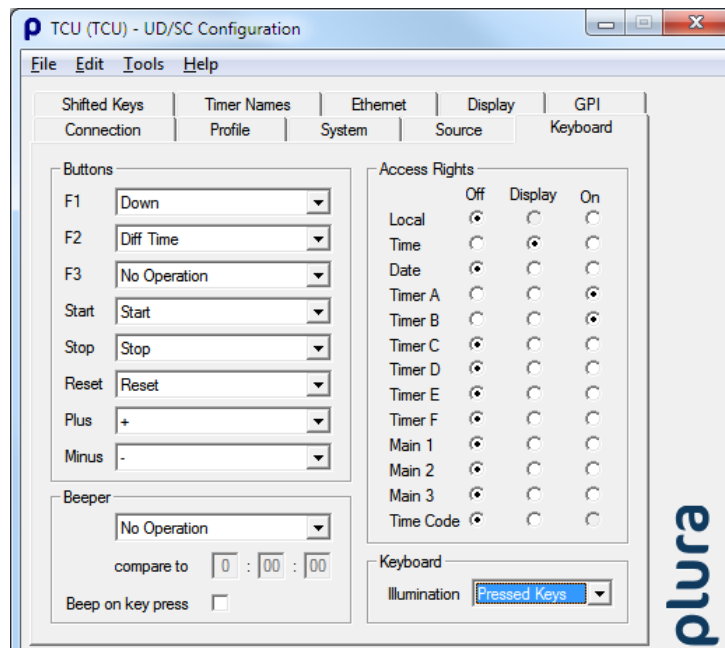 TCU (TCU) - UD/SC Configuration
File Edit Tools Help
Shifted Keys Timer Names Ethernet Display GPI
Connection Profile System Source Keyboard
Buttons
F1 Down
F2 Diff Time
F3 No Operation
Start Start
Stop Stop
Reset Reset
Plus +
Minus -
Beeper
No Operation
compare to 0 : 00 : 00
Beep on key press
Access Rights
Off Display On
Local
Time
Date
Timer A
Timer B
Timer C
Timer D
Timer E
Timer F
Main 1
Main 2
Main 3
Time Code
Keyboard
Illumination Pressed Keys
plura